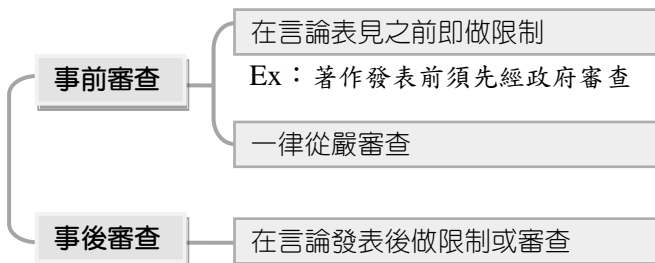 在言論表見之前即做限制
事前審查
Ex：著作發表前須先經政府審查
一律從嚴審查
事後審查
在言論發表後做限制或審查